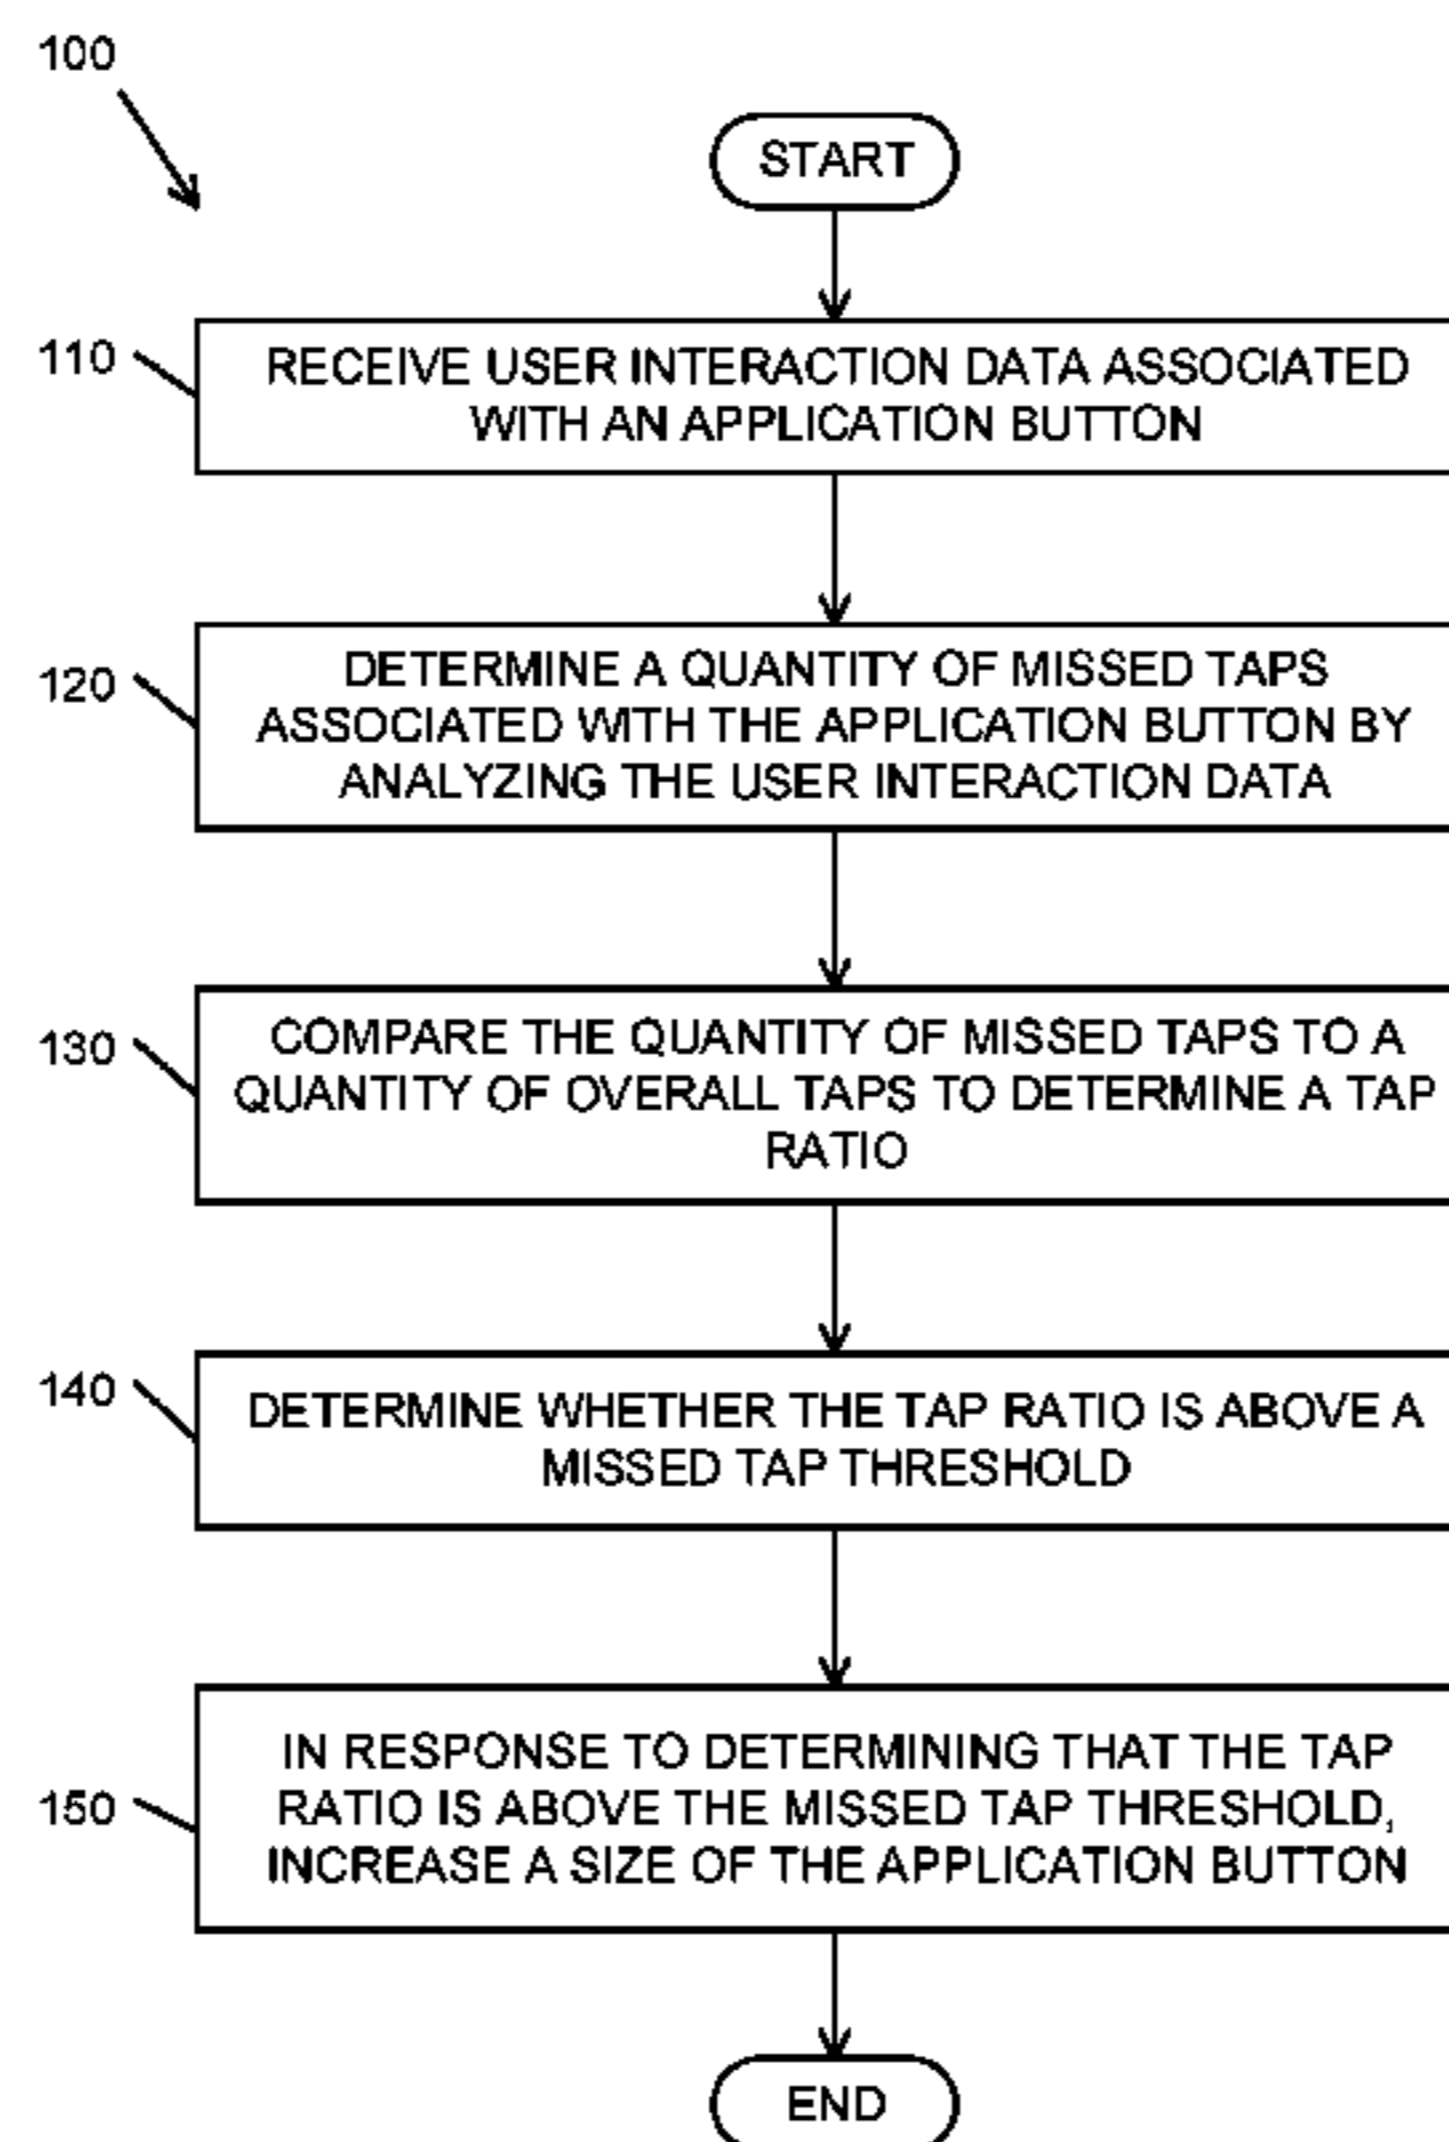 100
START
110
RECEIVE USER INTERACTION DATA ASSOCIATED
WITH AN APPLICATION BUTTON
120
DETERMINE A QUANTITY OF MISSED TAPS
ASSOCIATED WITH THE APPLICATION BUTTON BY
ANALYZING THE USER INTERACTION DATA
130
COMPARE THE QUANTITY OF MISSED TAPS TO A
QUANTITY OF OVERALL TAPS TO DETERMINE A TAP
RATIO
140
DETERMINE WHETHER THE TAP RATIO IS ABOVE A
MISSED TAP THRESHOLD
150
IN RESPONSE TO DETERMINING THAT THE TAP
RATIO IS ABOVE THE MISSED TAP THRESHOLD,
INCREASE A SIZE OF THE APPLICATION BUTTON
END